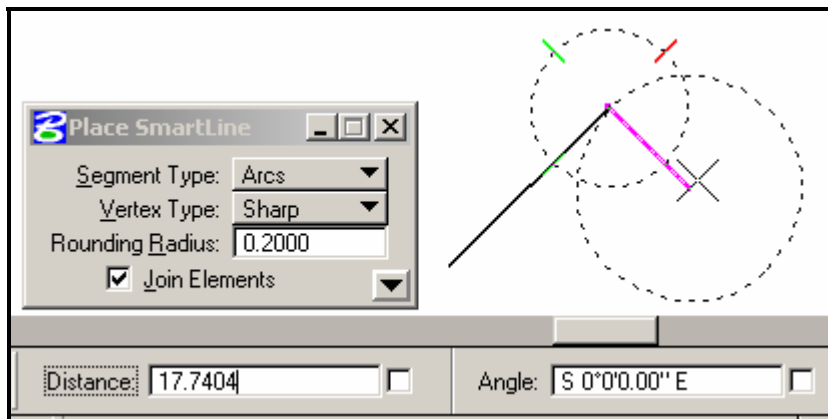 Place SmartLine
Segment Type: Arcs
Vertex Type: Sharp
Rounding Radius: 0.2000
Join Elements
Distance: 17.7404 Angle: S 0°0'0.00" E